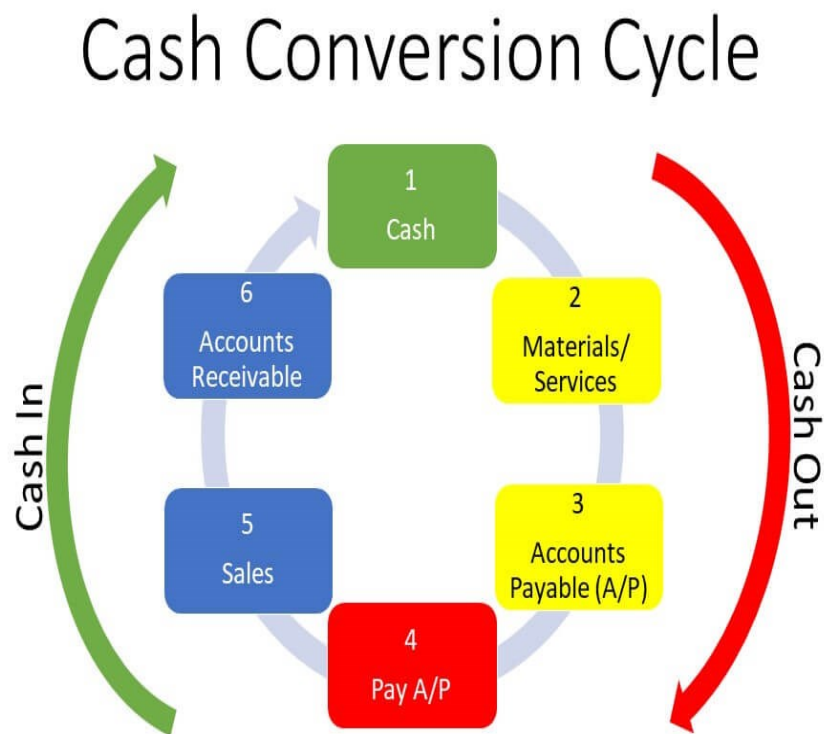 Cash Conversion Cycle
1
Cash
2
Materials/
Services
3
Accounts
Payable (A/P)
4
Pay A/P
5
Sales
6
Accounts
Receivable
Cash In
Cash Out